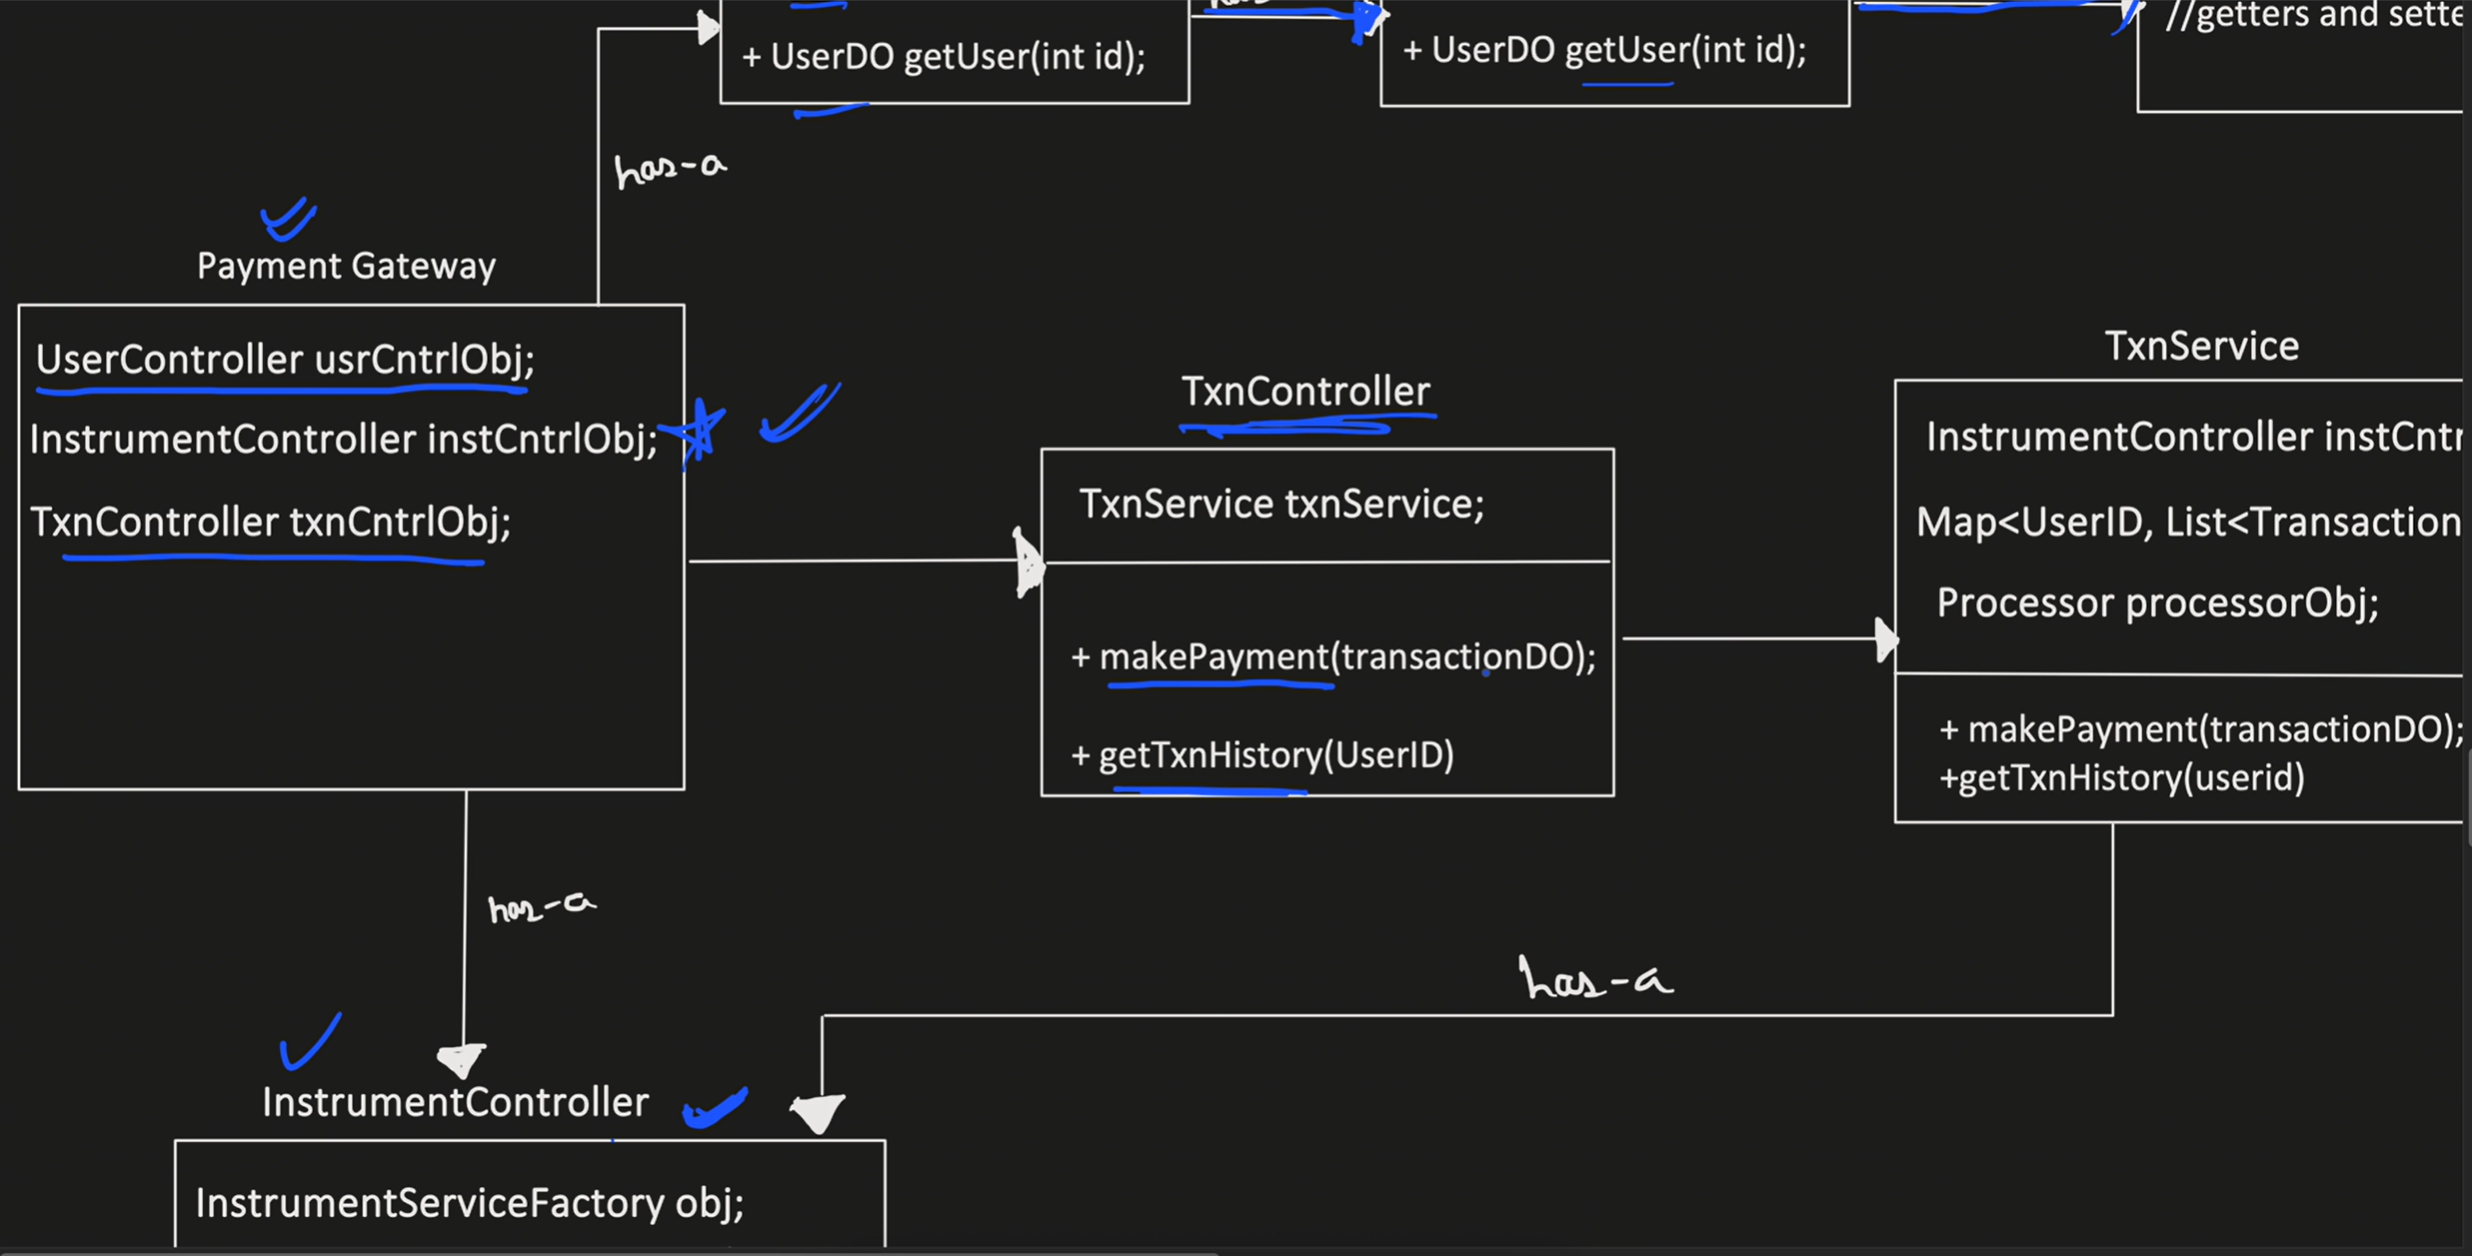 //getters and sette
+ UserDO getUser(int id);
+ UserDO getUser(int id);
has-a
Payment Gateway
UserController usrCntrlObj;
InstrumentController instCntrlObj;
TxnController txnCntrlObj;
TxnController
TxnService txnService;
+ makePayment(transactionDO);
+ getTxnHistory(UserID)
TxnService
InstrumentController instCntr
Map<UserID, List<Transaction
Processor processorObj;
+ makePayment(transactionDO);
+getTxnHistory(userid)
has-a
has-a
InstrumentController
InstrumentServiceFactory obj;